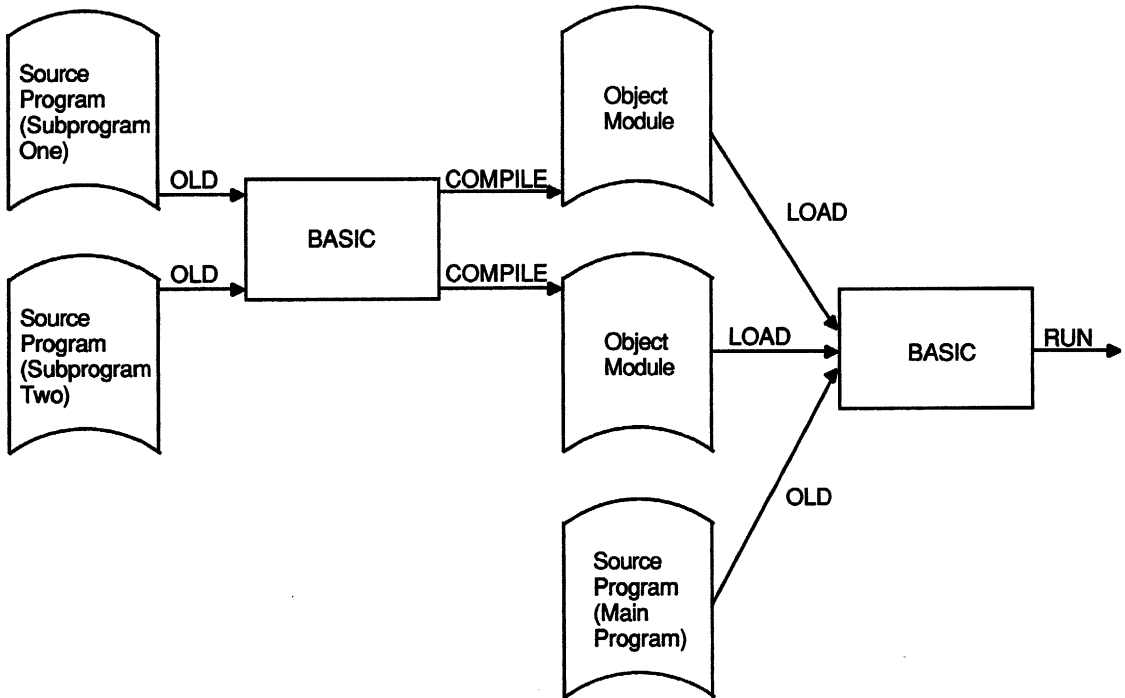 Source
Program
(Subprogram
One)
OLD
BASIC
COMPILE
Object
Module
LOAD
Source
Program
(Subprogram
Two)
OLD
COMPILE
Object
Module
LOAD
BASIC
RUN
OLD
Source
Program
(Main
Program)